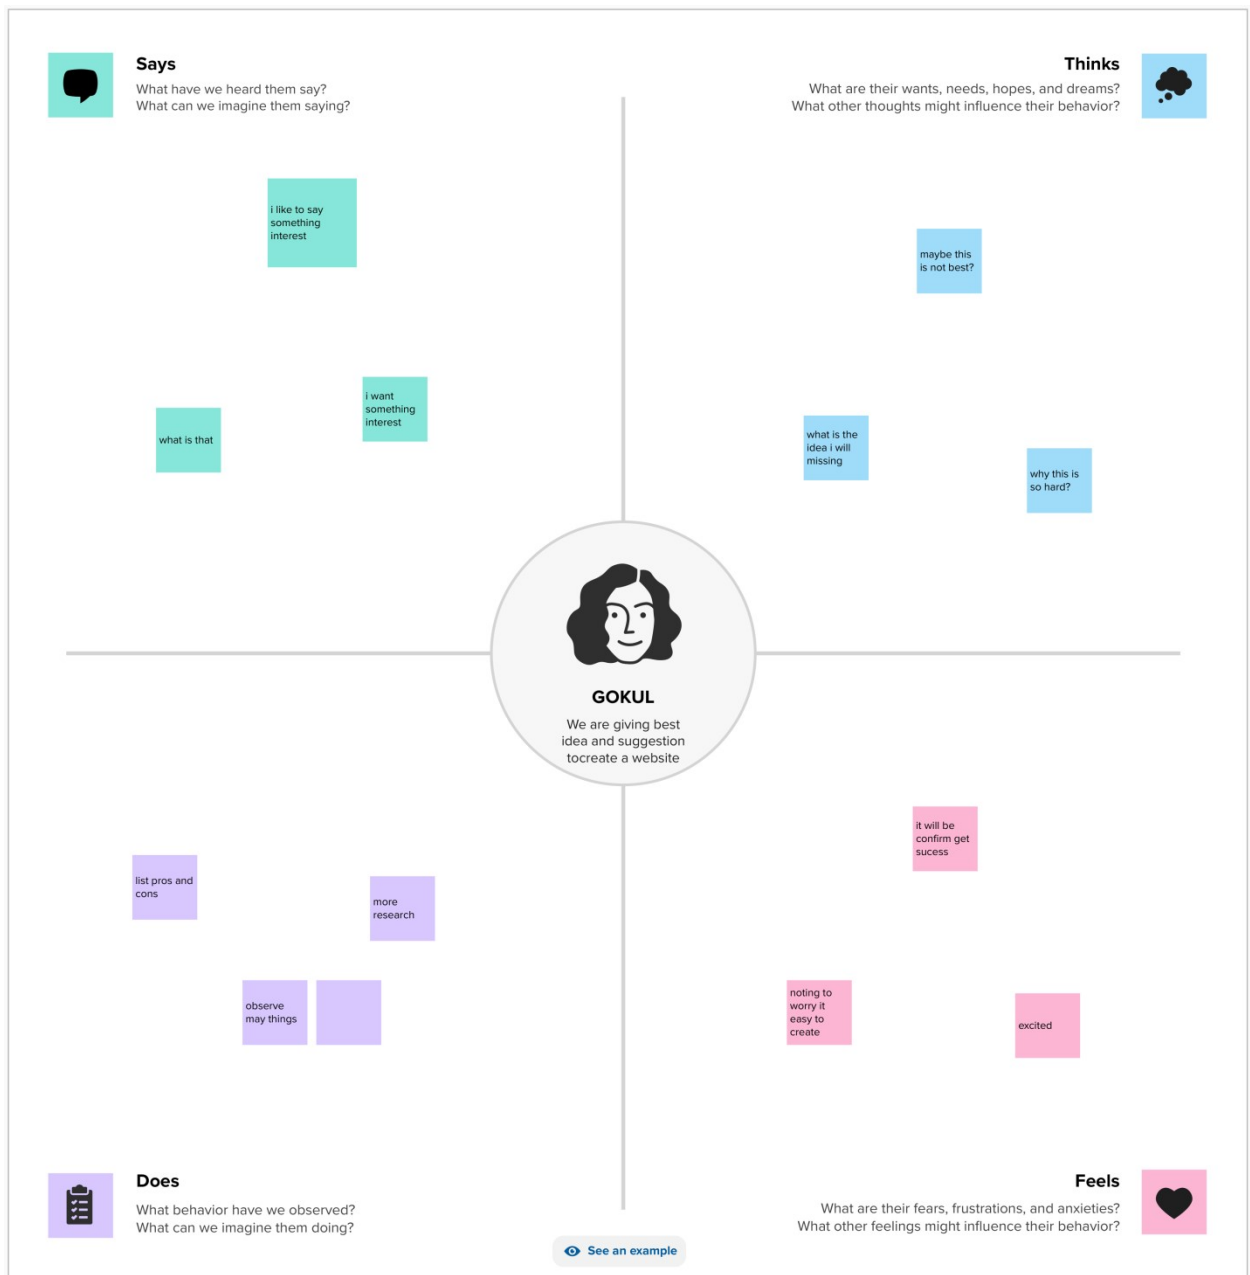 Says
What have we heard them say?
What can we imagine them saying?
i like to say
something
interest
what is that
i want
something
interest
Thinks
What are their wants, needs, hopes, and dreams?
What other thoughts might influence their behavior?
maybe this
is not best?
what is the
idea i will
missing
why this is
so hard?
GOKUL
We are giving best
idea and suggestion
tocreate a website
list pros and
cons
more
research
observe
may things
Does
What behavior have we observed?
What can we imagine them doing?
it will be
confirm get
sucess
noting to
worry it
easy to
create
excited
Feels
What are their fears, frustrations, and anxieties?
What other feelings might influence their behavior?
See an example